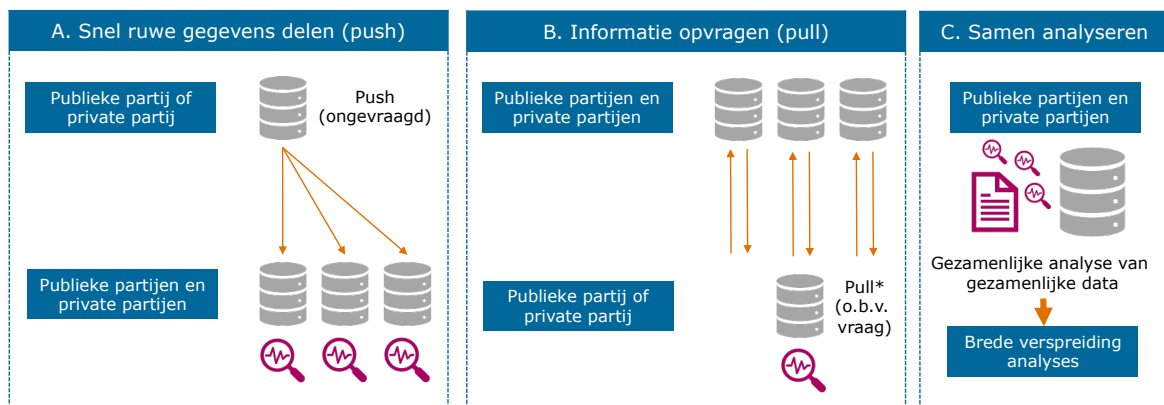 A. Snel ruwe gegevens delen (push)
Publieke partij of
private partij
Push
(ongevraagd)
Publieke partijen en
private partijen
B. Informatie opvragen (pull)
Publieke partijen en
private partijen
Publieke partij of
private partij
Pull*
(o.b.v.
vraag)
C. Samen analyseren
Publieke partijen en
private partijen
Gezamenlijke analyse van
gezamenlijke data
Brede verspreiding
analyses